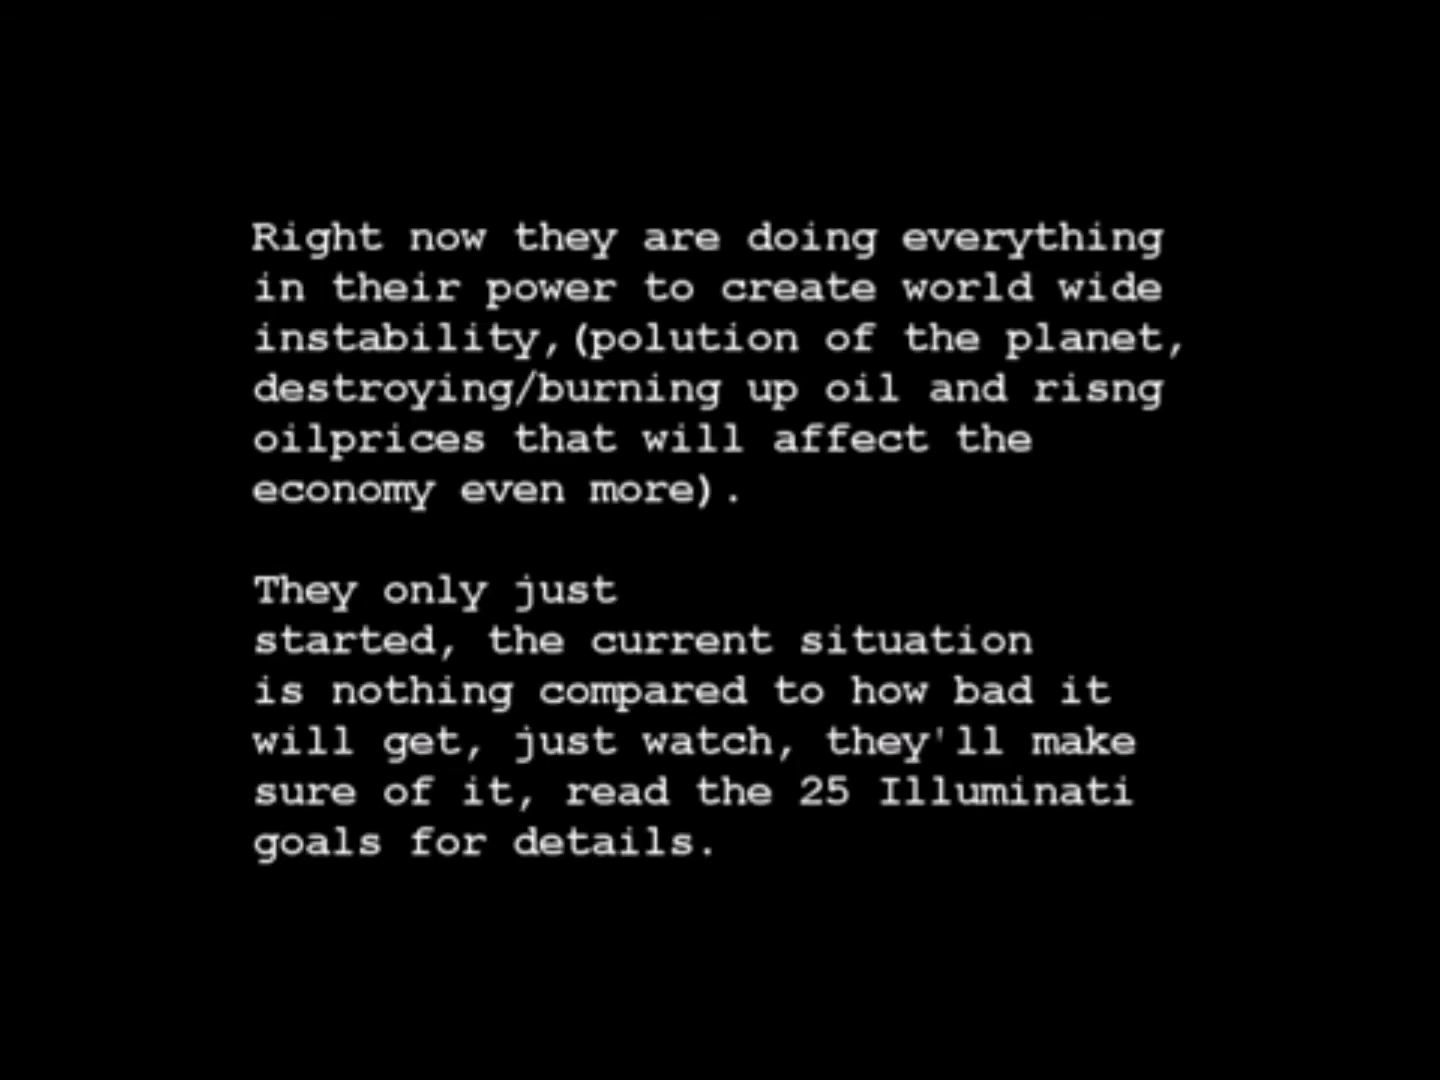 Right now they are doing everything
in their power to create world wide
instability,(polution of the planet,
destroying/burning up oil and risng
oilprices that will affect the
economy even more).
They only just
started, the current situation
is nothing compared to how bad it
will get, just watch, they'll make
sure of it, read the 25 Illuminati
goals for details.